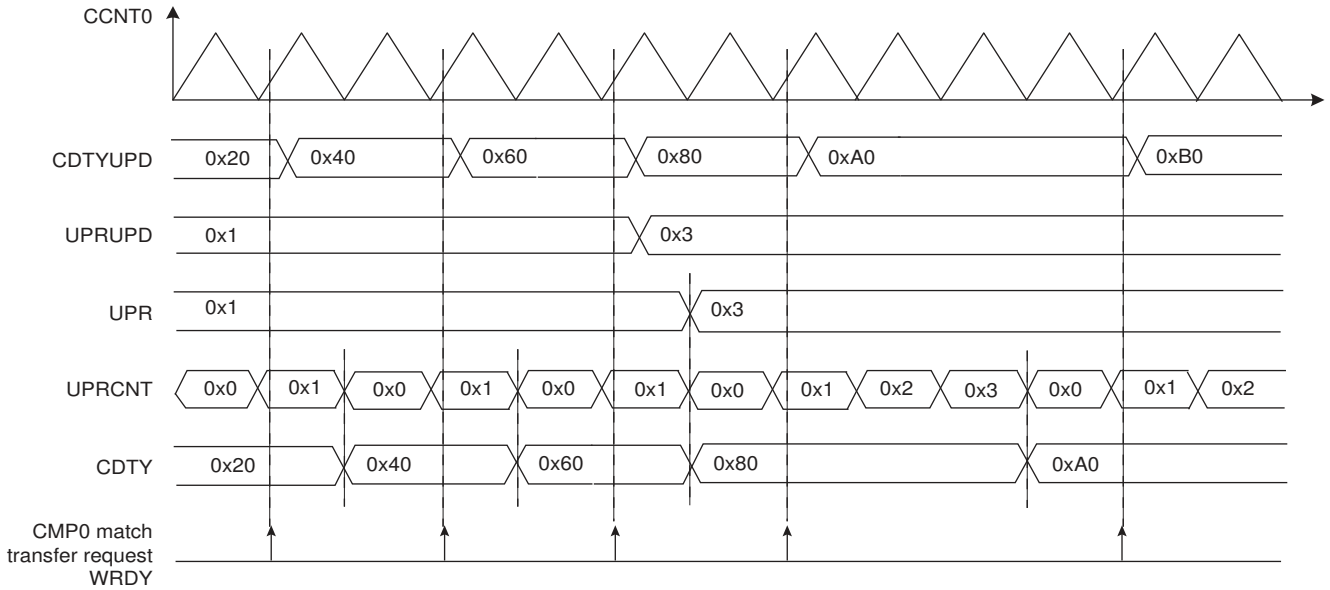 CCNT0
CDTYUPD 0x20 0x40 0x60 0x80 0xA0 0xB0
UPRUPD 0x1 0x3
UPR 0x1 0x3
UPRCNT 0x0 0x1 0x0 0x1 0x0 0x1 0x0 0x1 0x2 0x3 0x0 0x1 0x2
CDTY 0x20 0x40 0x60 0x80 0xA0
CMP0 match
transfer request
WRDY